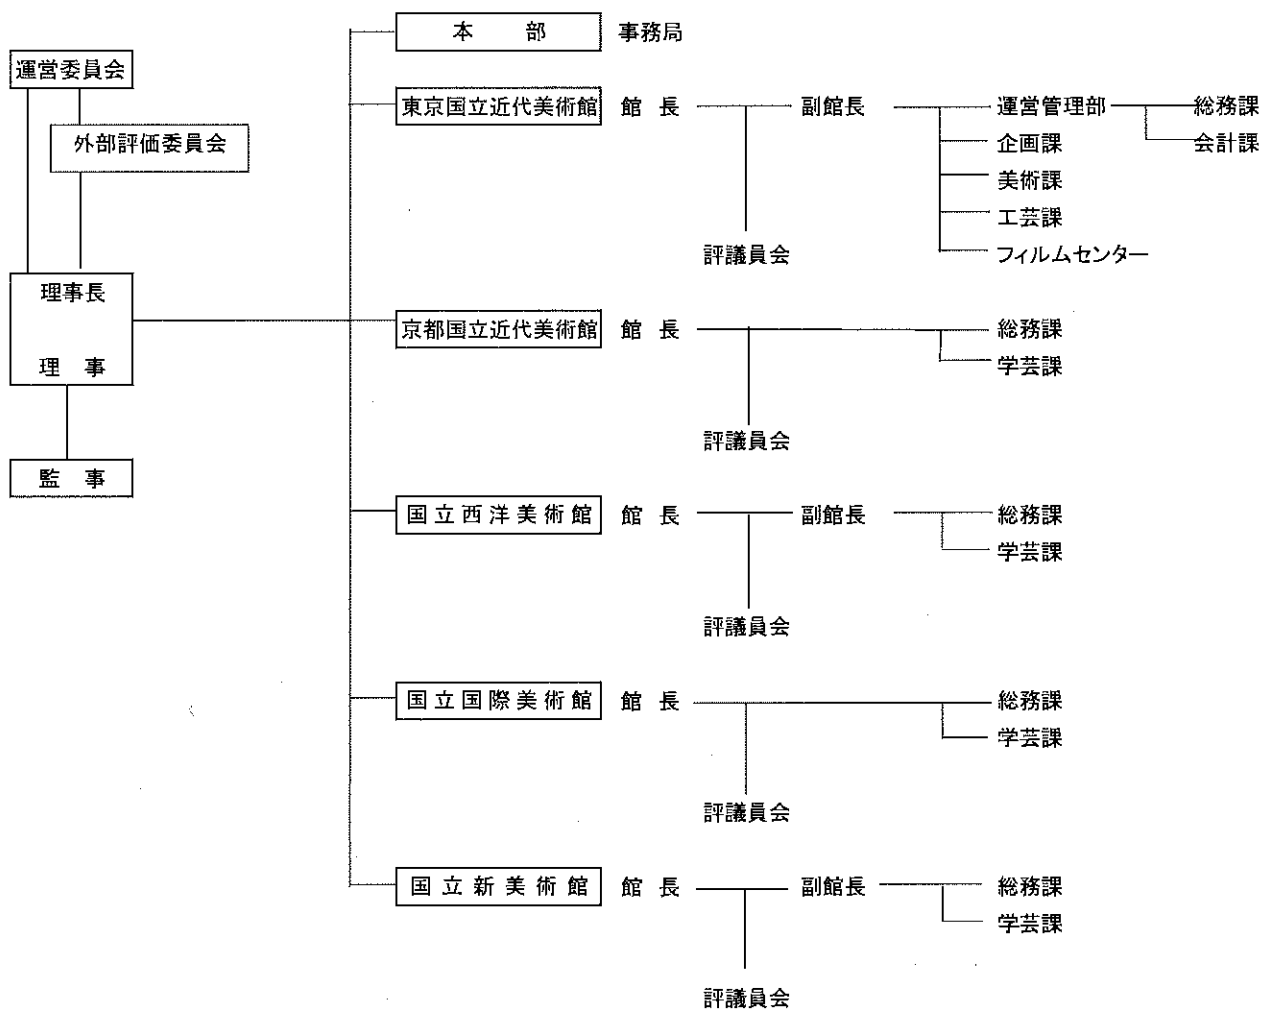 運営委員会
外部評価委員会
理事長
理 事
監 事
本 部 事務局
東京国立近代美術館 館 長 副館長 運営管理部 総務課
会計課
企画課
美術課
工芸課
フィルムセンター
評議員会
京都国立近代美術館 館 長 総務課
学芸課
評議員会
国立西洋美術館 館 長 副館長 総務課
学芸課
評議員会
国立国際美術館 館 長 総務課
学芸課
評議員会
国立新美術館 館 長 副館長 総務課
学芸課
評議員会